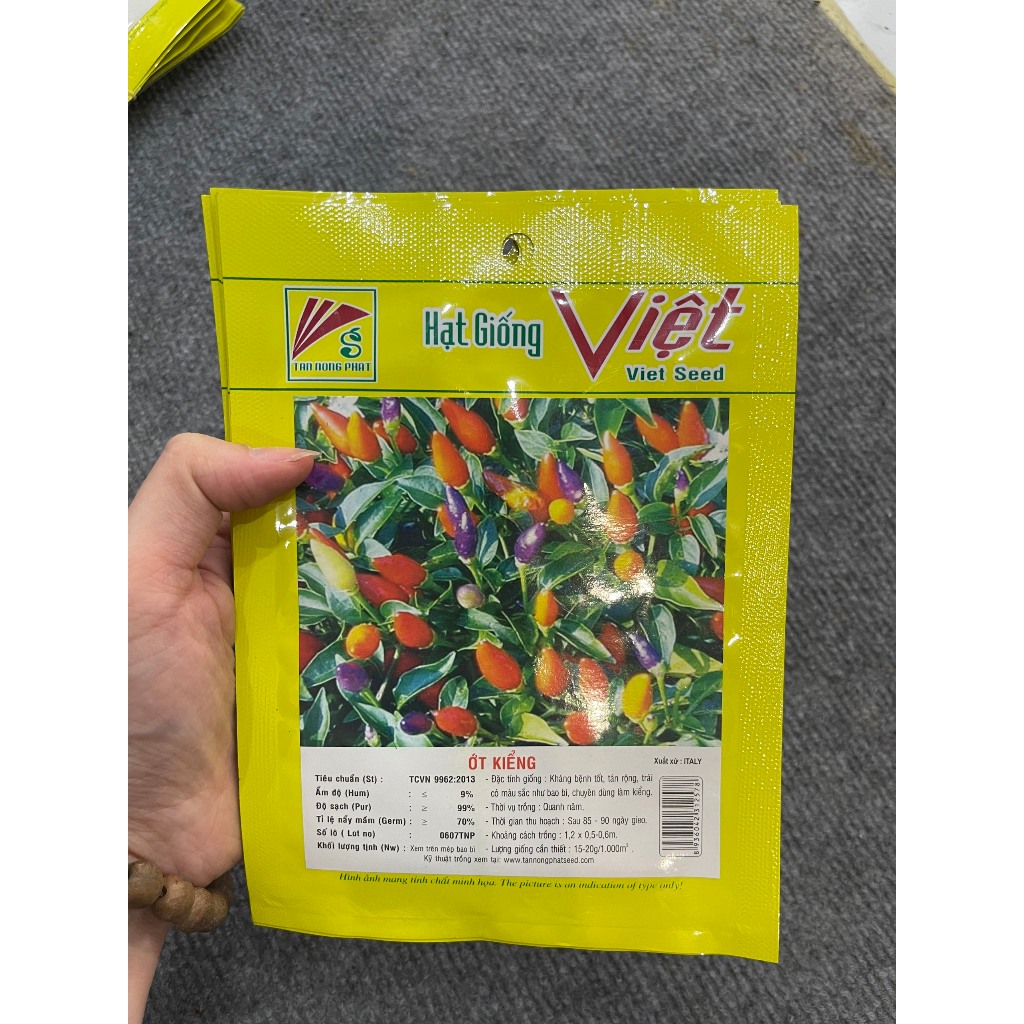 TAN NONG PHAT
Hạt Giống Việt
Viet Seed
ỚT KIỂNG
Xuất xứ : ITALY
Tiêu chuẩn (St) : TCVN 9962:2013
Ẩm độ (Hum) : ≤ 9%
Độ sạch (Pur) : ≥ 99%
Tỉ lệ nẩy mầm (Germ) : ≥ 70%
Số lô ( Lot no) : 0607TNP
Khối lượng tịnh (Nw) : Xem trên mép bao bì
- Đặc tính giống : Kháng bệnh tốt, tán rộng, trái
có màu sắc như bao bì, chuyên dùng làm kiểng.
- Thời vụ trồng : Quanh năm.
- Thời gian thu hoạch : Sau 85 - 90 ngày gieo.
- Khoảng cách trồng : 1,2 x 0,5-0,6m.
- Lượng giống cần thiết : 15-20g/1.000m² .
Kỹ thuật trồng xem tại: www.tannongphatseed.com
8 936042 312578
Hình ảnh mang tính chất minh họa. The picture is an indication of type only!